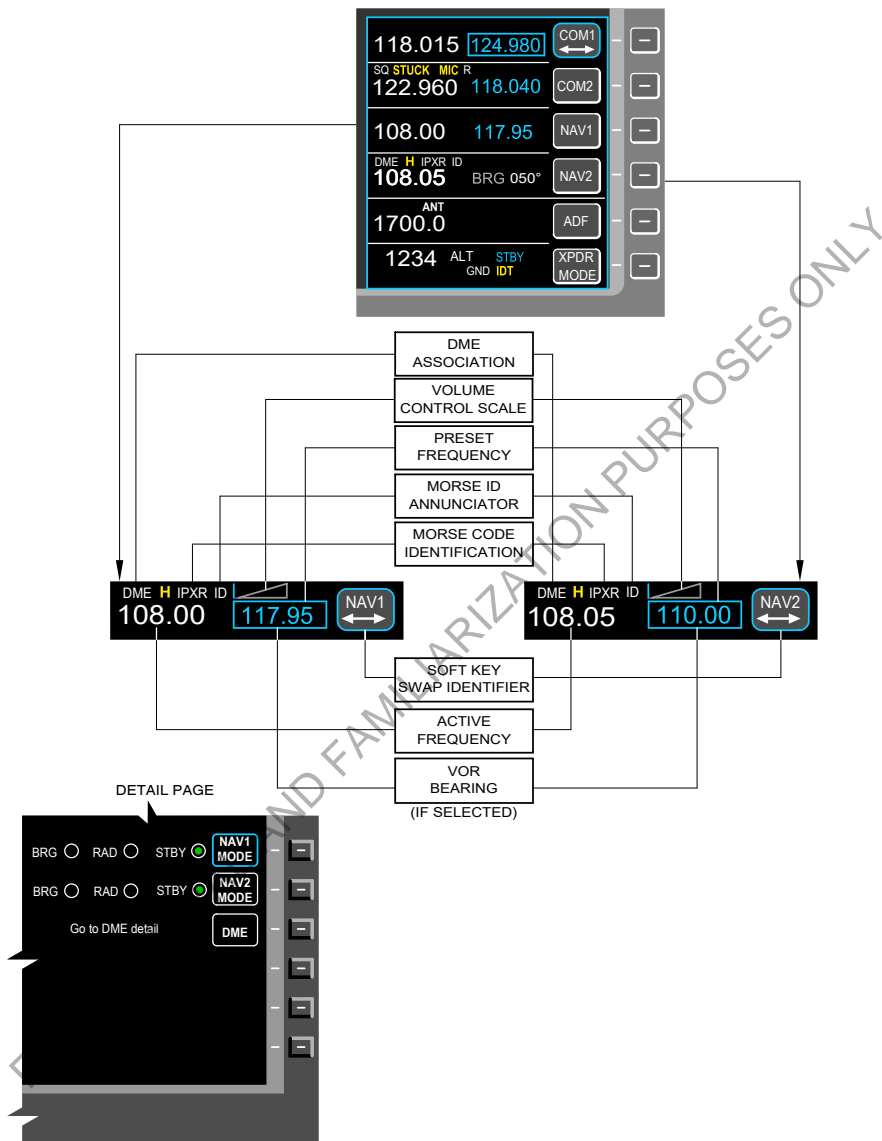 118.015 124.980 COM1
SQ STUCK MIC R
122.960 118.040 COM2
108.00 117.95 NAV1
DME H IPXR ID
108.05 BRG 050° NAV2
ANT
1700.0 ADF
1234 ALT STBY XPDR
GND IDT MODE
DME
ASSOCIATION
VOLUME
CONTROL SCALE
PRESET
FREQUENCY
MORSE ID
ANNUNCIATOR
MORSE CODE
IDENTIFICATION
DME H IPXR ID
108.00 117.95 NAV1
DME H IPXR ID
108.05 110.00 NAV2
SOFT KEY
SWAP IDENTIFIER
ACTIVE
FREQUENCY
VOR
BEARING
(IF SELECTED)
DETAIL PAGE
BRG RAD STBY NAV1
MODE
BRG RAD STBY NAV2
MODE
Go to DME detail DME
AND FAMILIARIZATION PURPOSES ONLY